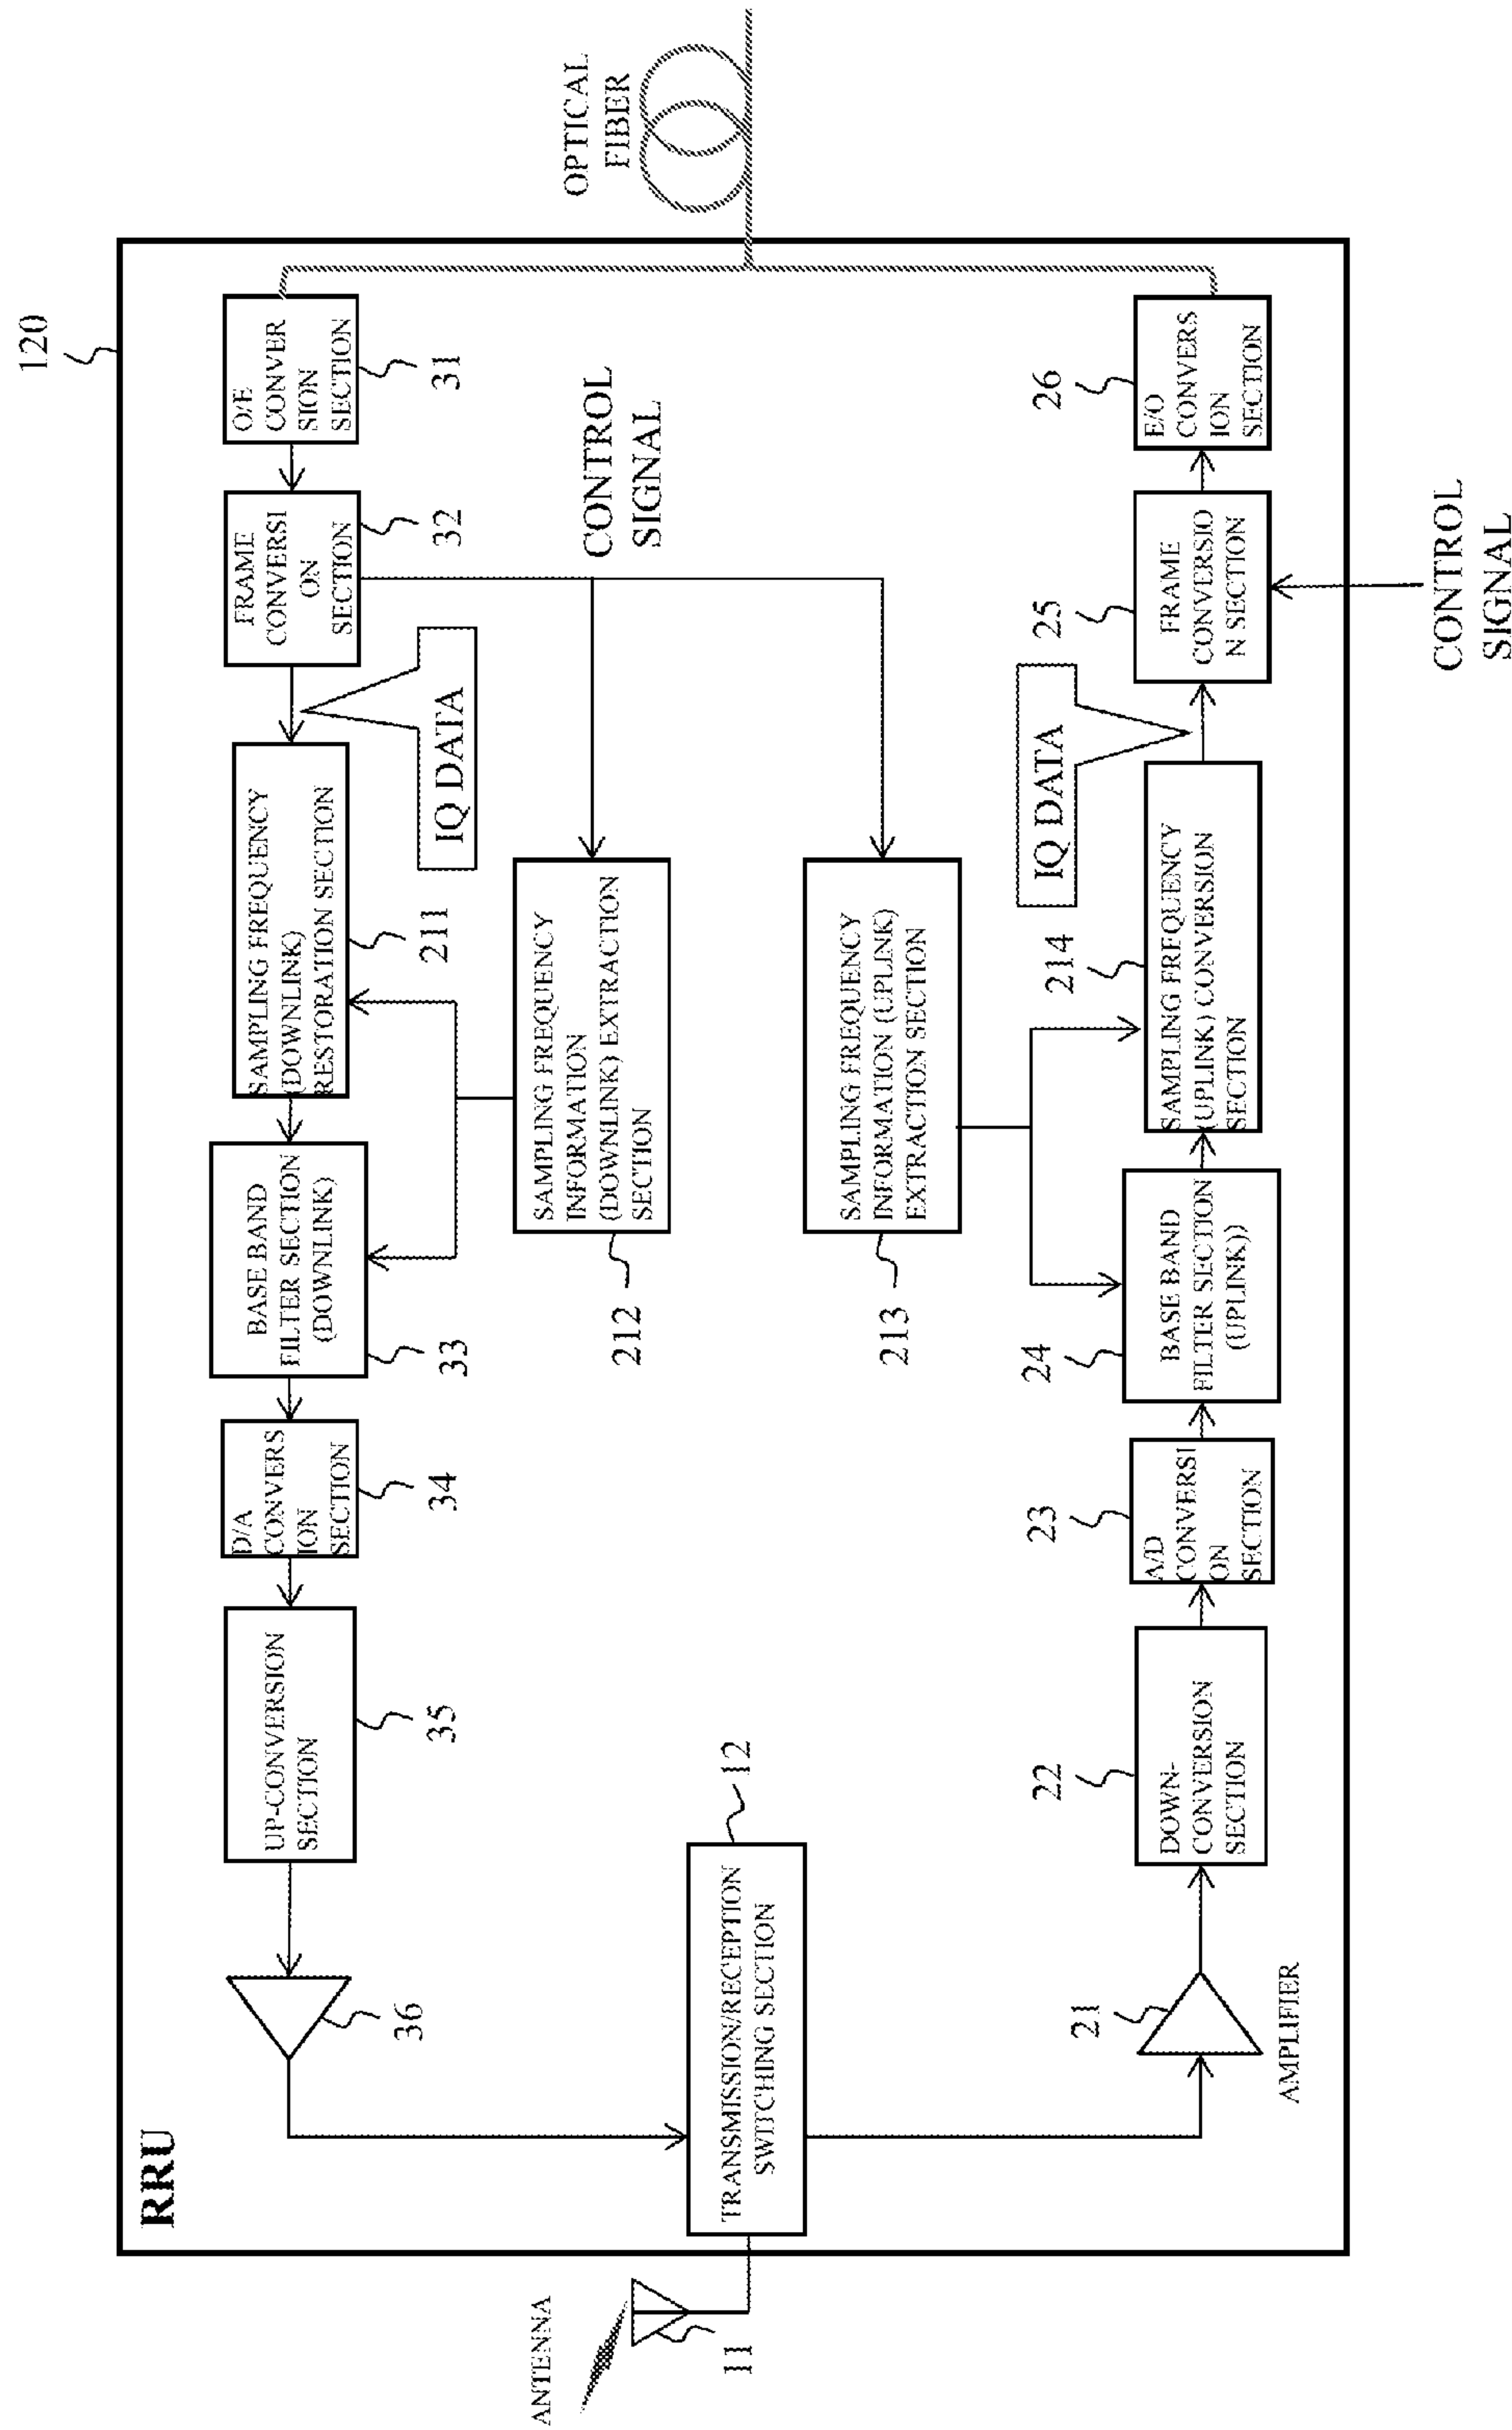 RRU
120
OPTICAL
FIBER
O/E
CONVER
SION
SECTION
31
FRAME
CONVERSI
ON
SECTION
32
IQ DATA
SAMPLING FREQUENCY
(DOWNLINK)
RESTORATION SECTION
211
BASE BAND
FILTER SECTION
(DOWNLINK)
33
D/A
CONVERS
ION
SECTION
34
UP-CONVERSION
SECTION
35
36
CONTROL
SIGNAL
SAMPLING FREQUENCY
INFORMATION
(DOWNLINK) EXTRACTION
SECTION
212
SAMPLING FREQUENCY
INFORMATION (UPLINK)
EXTRACTION SECTION
213
ANTENNA
11
TRANSMISSION/RECEPTION
SWITCHING SECTION
12
21
AMPLIFIER
22
DOWN-
CONVERSION
SECTION
23
A/D
CONVERSI
ON
SECTION
24
BASE BAND
FILTER SECTION
(UPLINK))
214
SAMPLING FREQUENCY
(UPLINK) CONVERSION
SECTION
IQ DATA
25
FRAME
CONVERSIO
N SECTION
26
E/O
CONVERS
ION
SECTION
CONTROL
SIGNAL